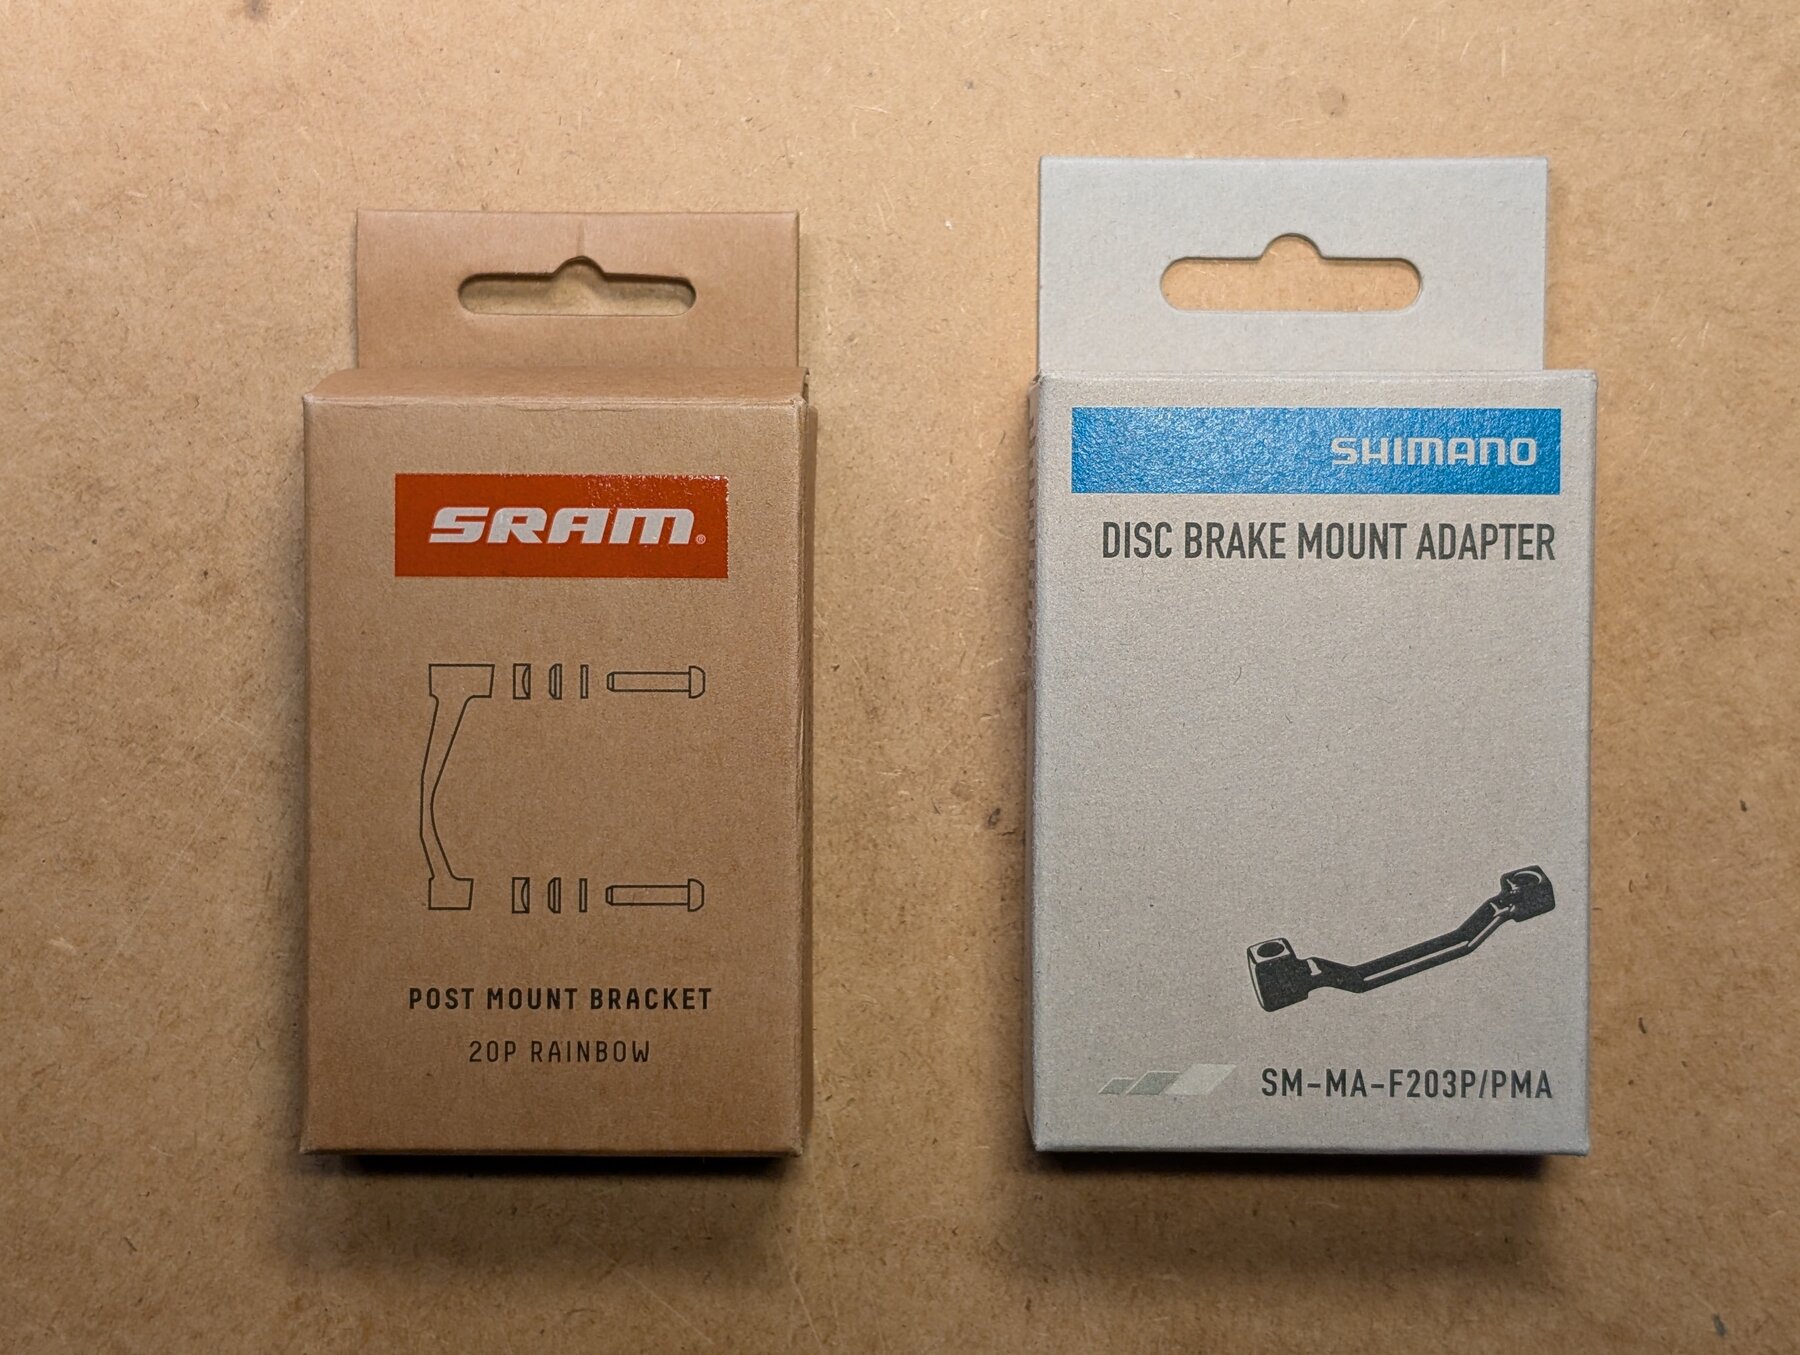 SRAM®
POST MOUNT BRACKET
20P RAINBOW
SHIMANO
DISC BRAKE MOUNT ADAPTER
SM-MA-F203P/PMA